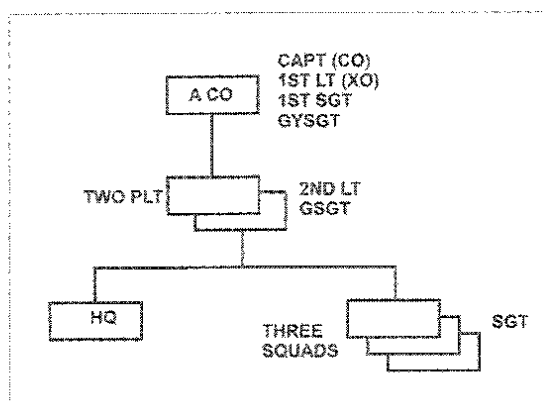 CAPT (CO)
1ST LT (XO)
1ST SGT
GYSGT
A CO
TWO PLT
2ND LT
GSGT
HQ
THREE
SQUADS
SGT